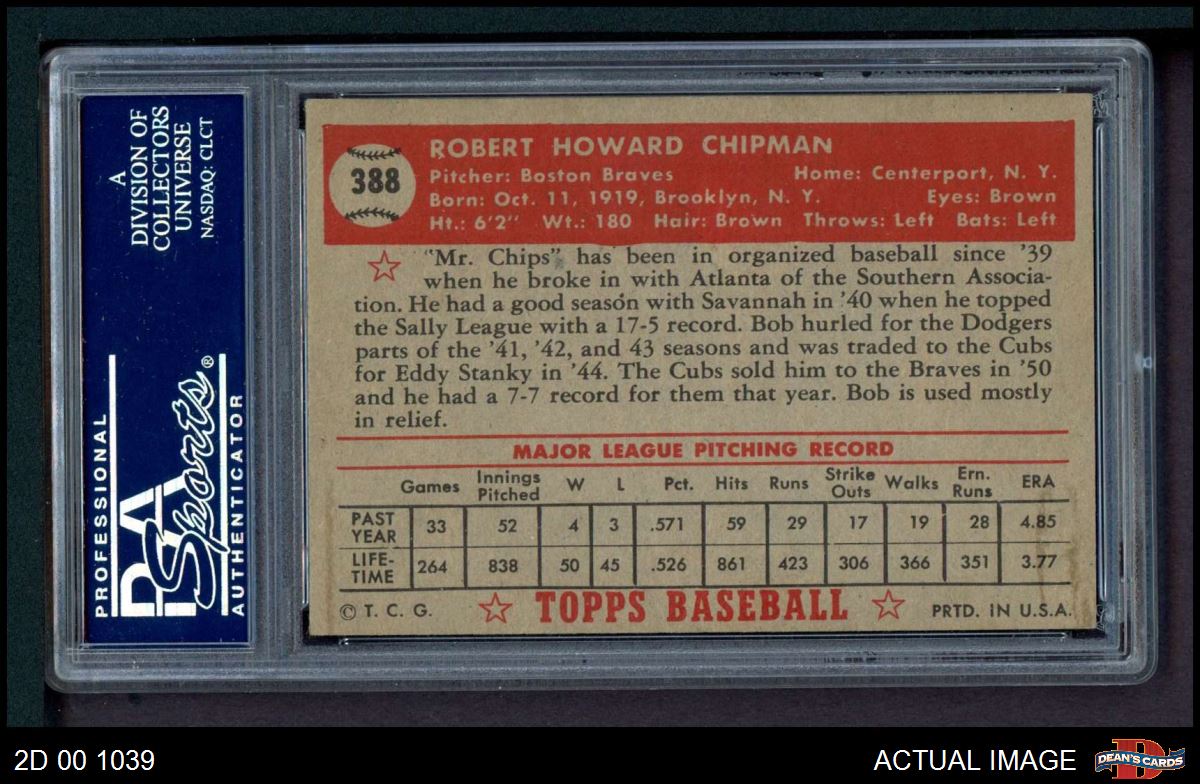 A
DIVISION OF
COLLECTORS
UNIVERSE
NASDAQ: CLCT
PROFESSIONAL
PSA
Sports®
AUTHENTICATOR
388
ROBERT HOWARD CHIPMAN
Pitcher: Boston Braves Home: Centerport, N. Y.
Born: Oct. 11, 1919, Brooklyn, N. Y. Eyes: Brown
Ht.: 6'2" Wt.: 180 Hair: Brown Throws: Left Bats: Left
"Mr. Chips" has been in organized baseball since '39
when he broke in with Atlanta of the Southern Associa-
tion. He had a good season with Savannah in '40 when he topped
the Sally League with a 17-5 record. Bob hurled for the Dodgers
parts of the '41, '42, and 43 seasons and was traded to the Cubs
for Eddy Stanky in '44. The Cubs sold him to the Braves in '50
and he had a 7-7 record for them that year. Bob is used mostly
in relief.
MAJOR LEAGUE PITCHING RECORD
Games Innings Pitched W L Pct. Hits Runs Strike Outs Walks Ern. Runs ERA
PAST YEAR 33 52 4 3 .571 59 29 17 19 28 4.85
LIFE-TIME 264 838 50 45 .526 861 423 306 366 351 3.77
© T. C. G. TOPPS BASEBALL PRTD. IN U.S.A.
2D 00 1039 ACTUAL IMAGE D DEAN'S CARDS